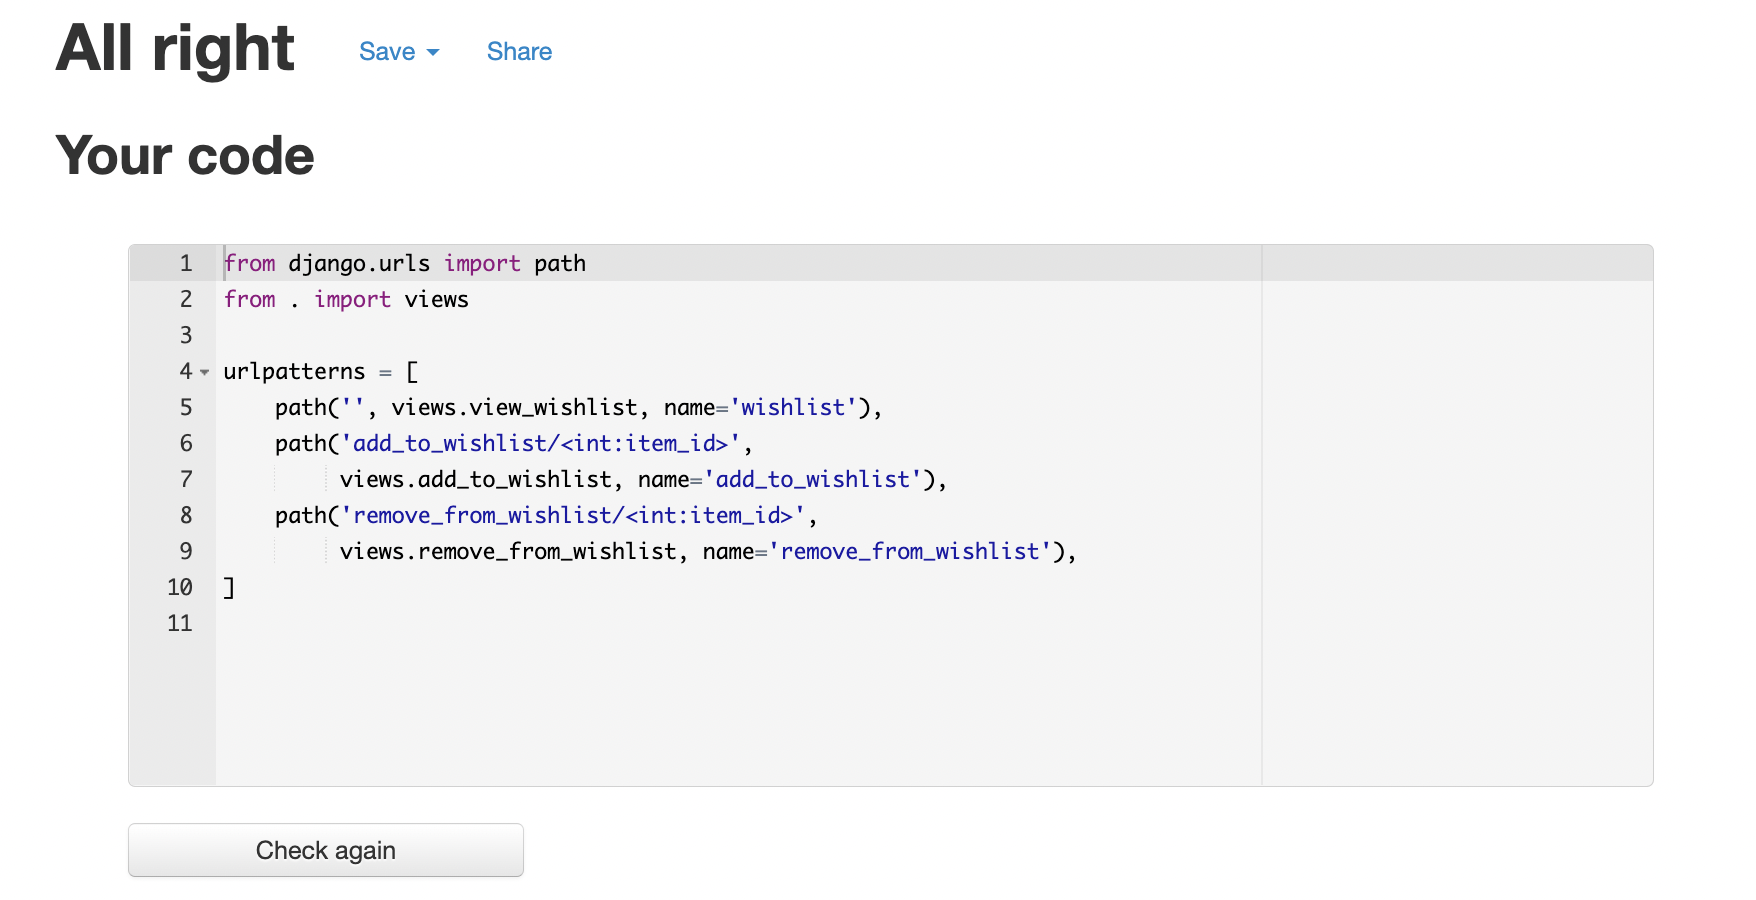 All right Save Share
Your code
1 from django.urls import path
2 from . import views
3
4 urlpatterns = [
5     path('', views.view_wishlist, name='wishlist'),
6     path('add_to_wishlist/<int:item_id>',
7          views.add_to_wishlist, name='add_to_wishlist'),
8     path('remove_from_wishlist/<int:item_id>',
9          views.remove_from_wishlist, name='remove_from_wishlist'),
10 ]
11
Check again